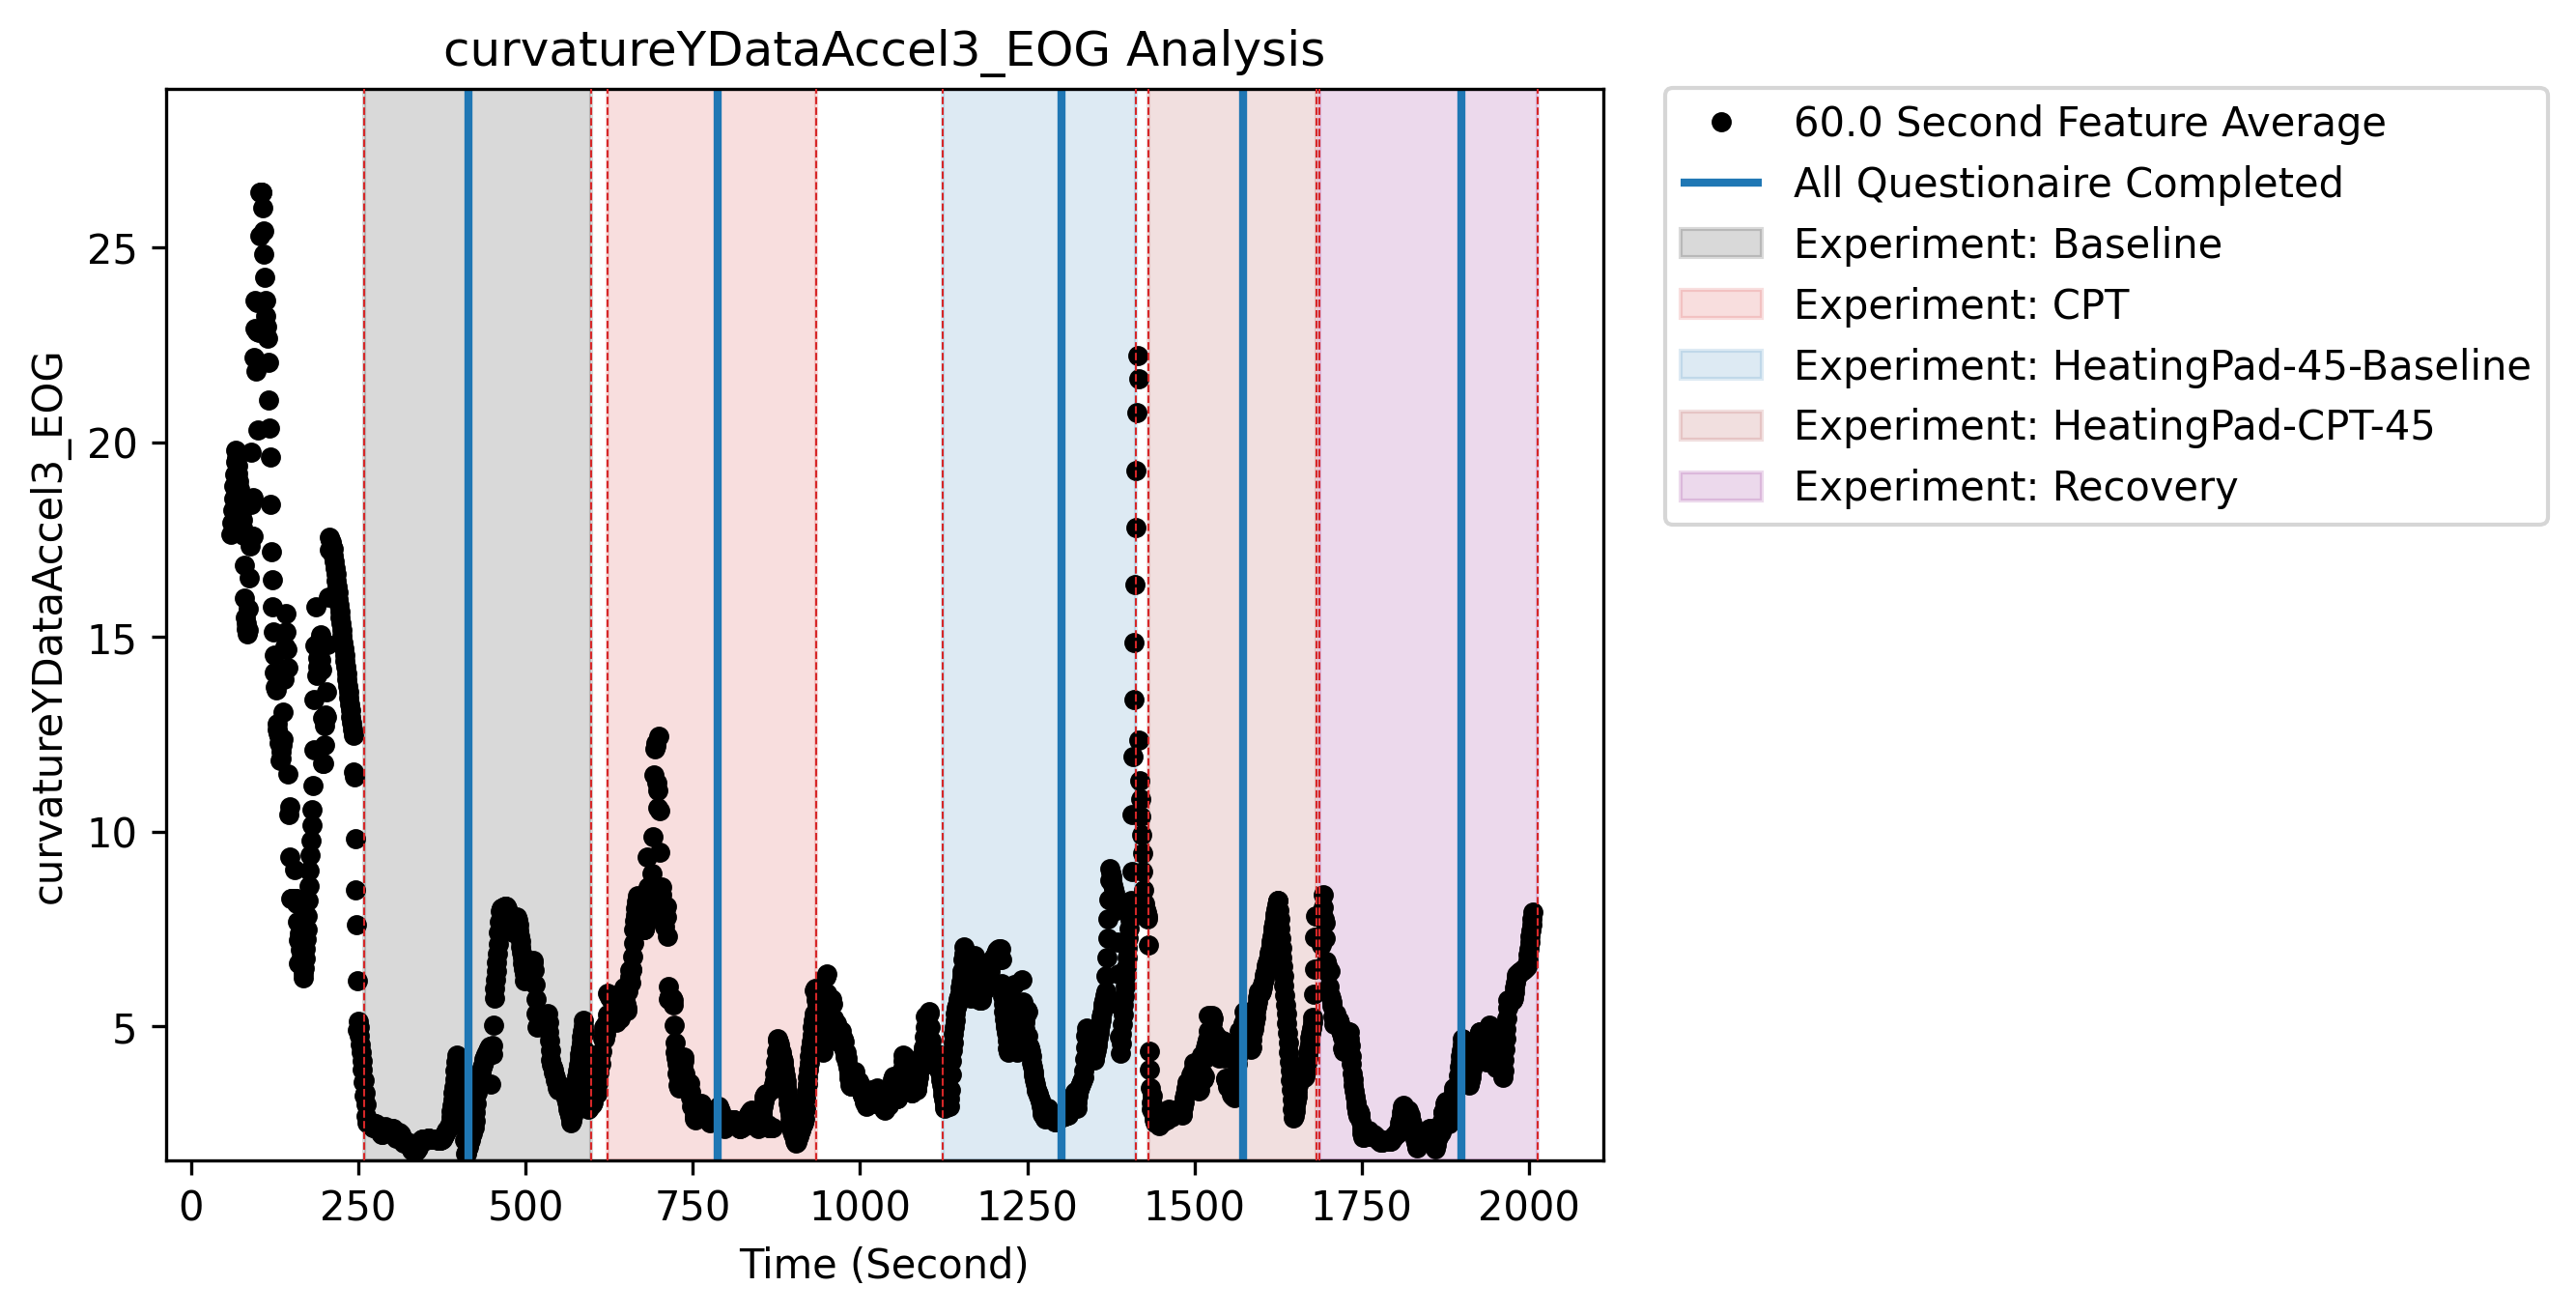 curvatureYDataAccel3_EOG Analysis
curvatureYDataAccel3_EOG
25
20
15
10
5
0 250 500 750 1000 1250 1500 1750 2000
Time (Second)
60.0 Second Feature Average
All Questionaire Completed
Experiment: Baseline
Experiment: CPT
Experiment: HeatingPad-45-Baseline
Experiment: HeatingPad-CPT-45
Experiment: Recovery